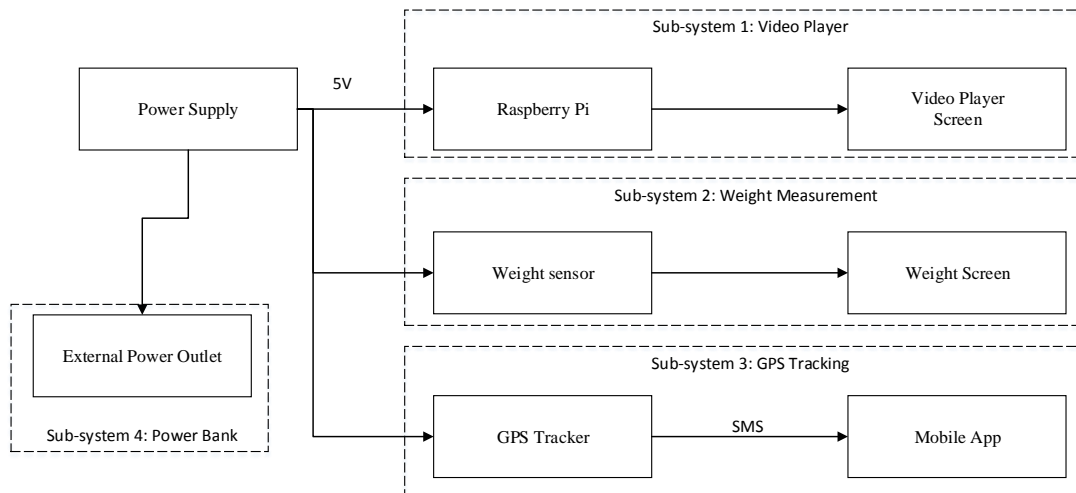 Sub-system 1: Video Player
5V
Power Supply
Raspberry Pi
Video Player
Screen
Sub-system 2: Weight Measurement
Weight sensor
Weight Screen
External Power Outlet
Sub-system 4: Power Bank
Sub-system 3: GPS Tracking
GPS Tracker
SMS
Mobile App